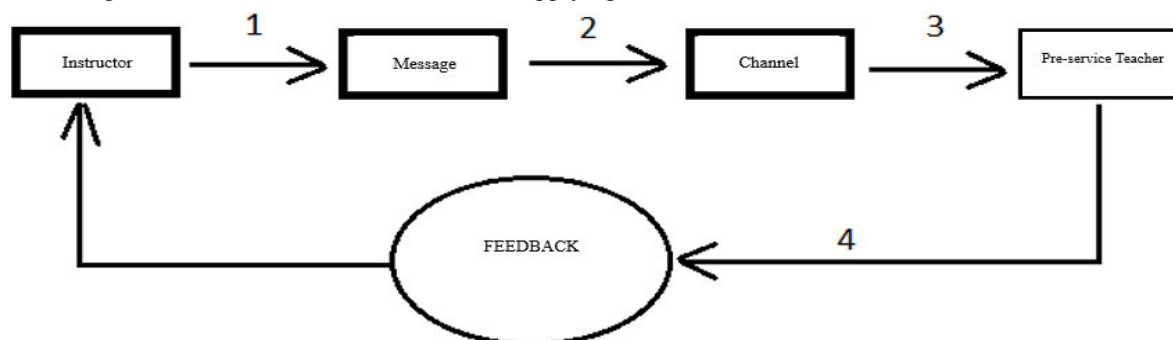 1
2
3
Instructor
Message
Channel
Pre-service Teacher
FEEDBACK
4